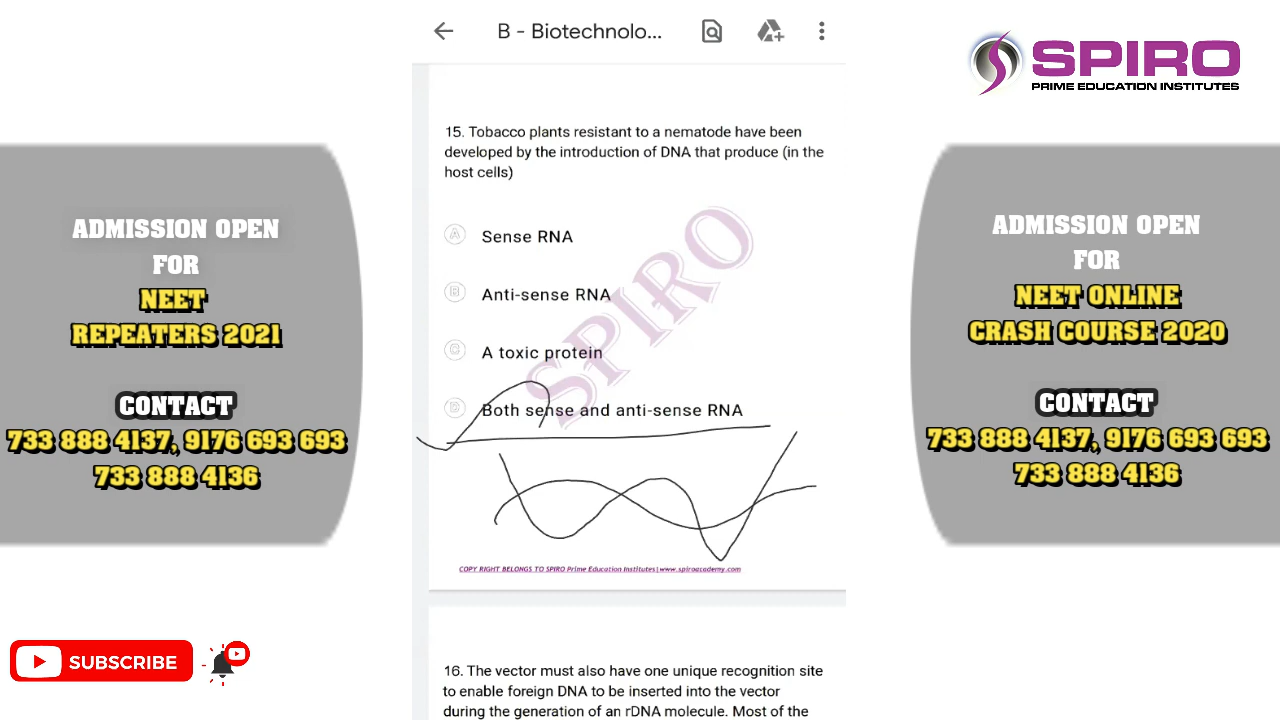 B - Biotechnolo...
SPIRO
PRIME EDUCATION INSTITUTES
15. Tobacco plants resistant to a nematode have been
developed by the introduction of DNA that produce (in the
host cells)
A Sense RNA
B Anti-sense RNA
C A toxic protein
D Both sense and anti-sense RNA
SPIRO
COPY RIGHT BELONGS TO SPIRO Prime Education Institutes|www.spiroacademy.com
16. The vector must also have one unique recognition site
to enable foreign DNA to be inserted into the vector
during the generation of an rDNA molecule. Most of the
ADMISSION OPEN
FOR
NEET
REPEATERS 2021
CONTACT
733 888 4137, 9176 693 693
733 888 4136
ADMISSION OPEN
FOR
NEET ONLINE
CRASH COURSE 2020
CONTACT
733 888 4137, 9176 693 693
733 888 4136
SUBSCRIBE